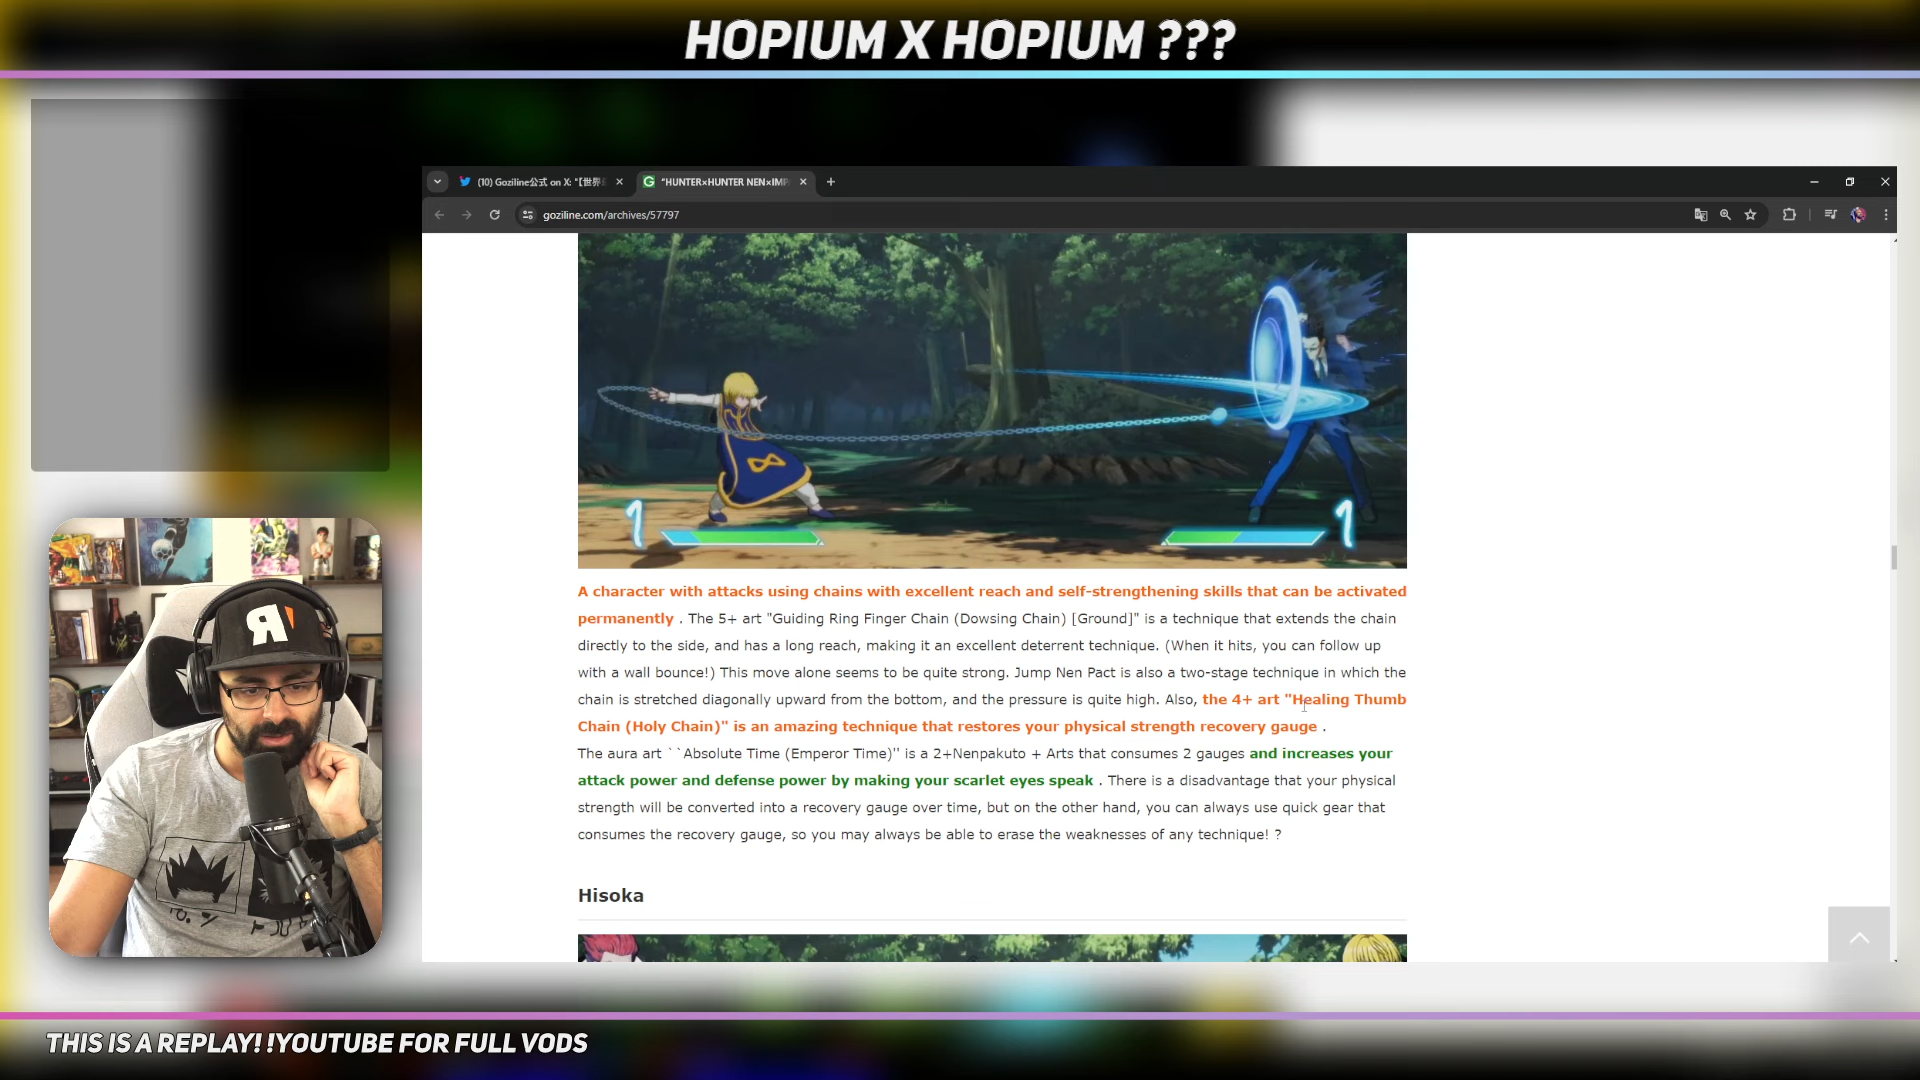 HOPIUM X HOPIUM ???
(10) Goziline公式 on X: "【世界
"HUNTER×HUNTER NEN×IMP
goziline.com/archives/57797
1
1
A character with attacks using chains with excellent reach and self-strengthening skills that can be activated
permanently . The 5+ art "Guiding Ring Finger Chain (Dowsing Chain) [Ground]" is a technique that extends the chain
directly to the side, and has a long reach, making it an excellent deterrent technique. (When it hits, you can follow up
with a wall bounce!) This move alone seems to be quite strong. Jump Nen Pact is also a two-stage technique in which the
chain is stretched diagonally upward from the bottom, and the pressure is quite high. Also, the 4+ art "Healing Thumb
Chain (Holy Chain)" is an amazing technique that restores your physical strength recovery gauge .
The aura art ``Absolute Time (Emperor Time)'' is a 2+Nenpakuto + Arts that consumes 2 gauges and increases your
attack power and defense power by making your scarlet eyes speak . There is a disadvantage that your physical
strength will be converted into a recovery gauge over time, but on the other hand, you can always use quick gear that
consumes the recovery gauge, so you may always be able to erase the weaknesses of any technique! ?
Hisoka
THIS IS A REPLAY! !YOUTUBE FOR FULL VODS